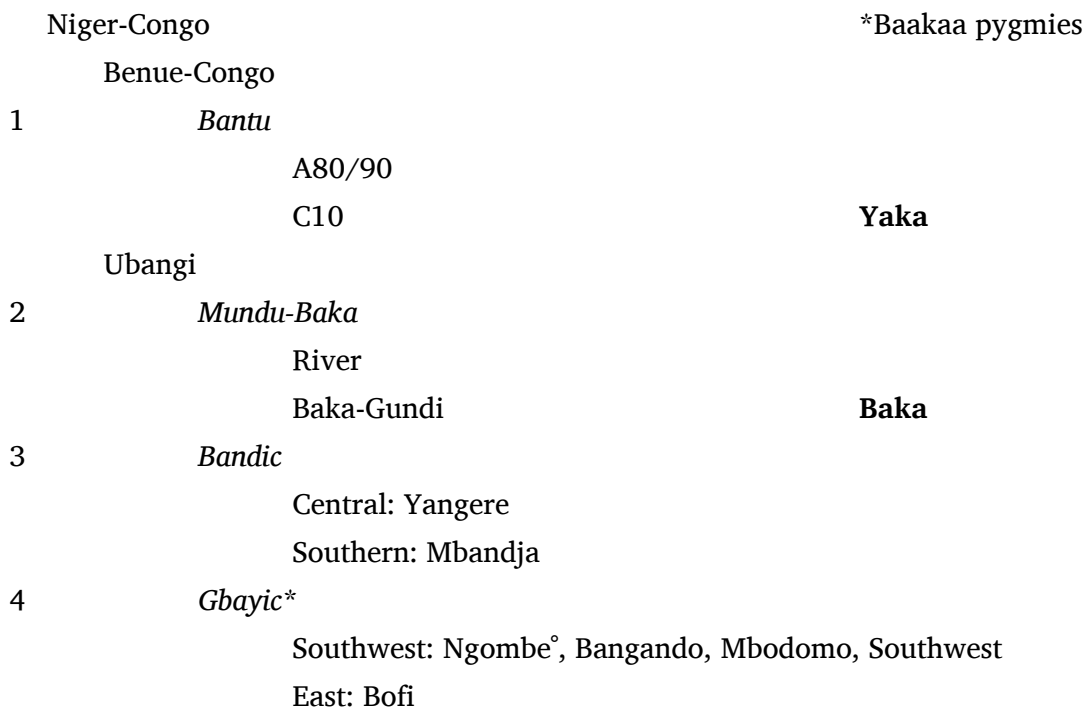 Niger-Congo *Baakaa pygmies
Benue-Congo
1 Bantu
A80/90
C10 Yaka
Ubangi
2 Mundu-Baka
River
Baka-Gundi Baka
3 Bandic
Central: Yangere
Southern: Mbandja
4 Gbayic*
Southwest: Ngombe°, Bangando, Mbodomo, Southwest
East: Bofi